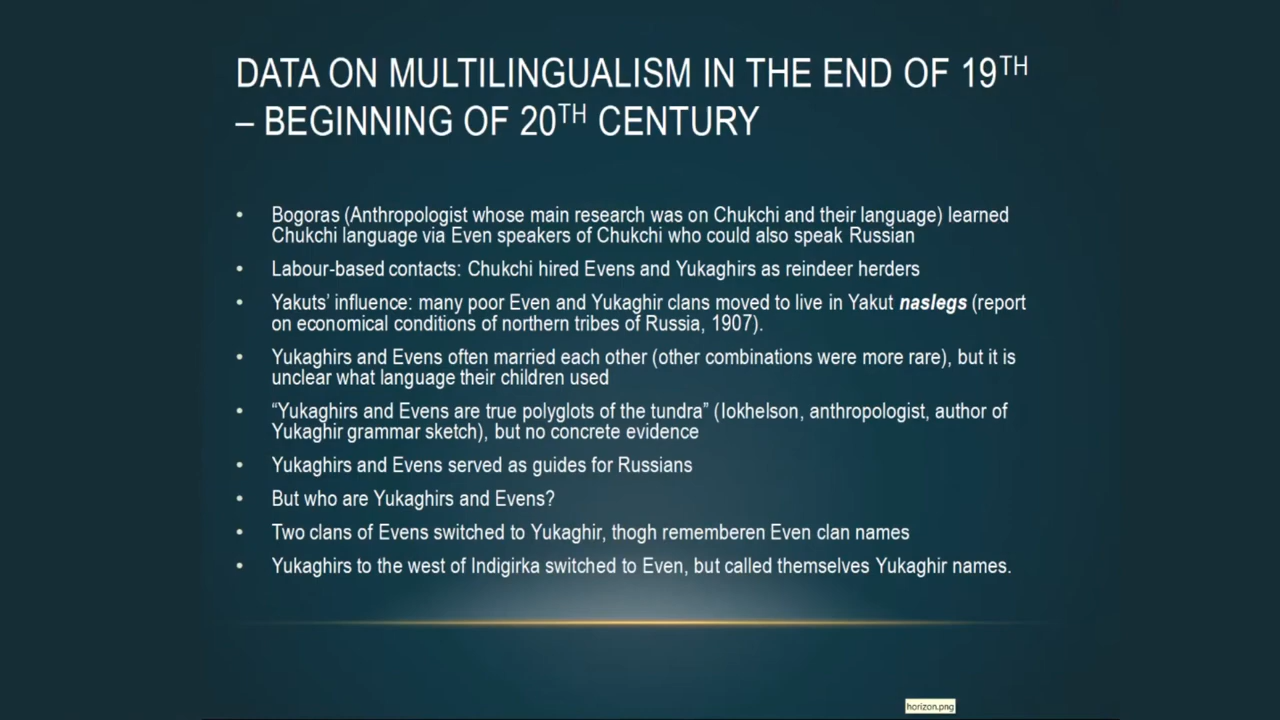 DATA ON MULTILINGUALISM IN THE END OF 19TH
– BEGINNING OF 20TH CENTURY
• Bogoras (Anthropologist whose main research was on Chukchi and their language) learned
Chukchi language via Even speakers of Chukchi who could also speak Russian
• Labour-based contacts: Chukchi hired Evens and Yukaghirs as reindeer herders
• Yakuts’ influence: many poor Even and Yukaghir clans moved to live in Yakut naslegs (report
on economical conditions of northern tribes of Russia, 1907).
• Yukaghirs and Evens often married each other (other combinations were more rare), but it is
unclear what language their children used
• “Yukaghirs and Evens are true polyglots of the tundra” (Iokhelson, anthropologist, author of
Yukaghir grammar sketch), but no concrete evidence
• Yukaghirs and Evens served as guides for Russians
• But who are Yukaghirs and Evens?
• Two clans of Evens switched to Yukaghir, thogh rememberen Even clan names
• Yukaghirs to the west of Indigirka switched to Even, but called themselves Yukaghir names.
horizon.png